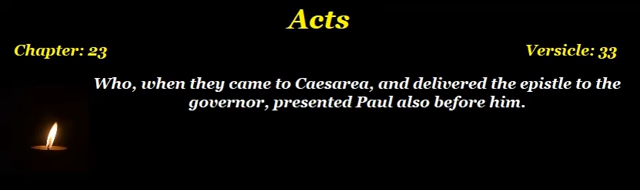 Acts
Chapter: 23
Versicle: 33
Who, when they came to Caesarea, and delivered the epistle to the
governor, presented Paul also before him.